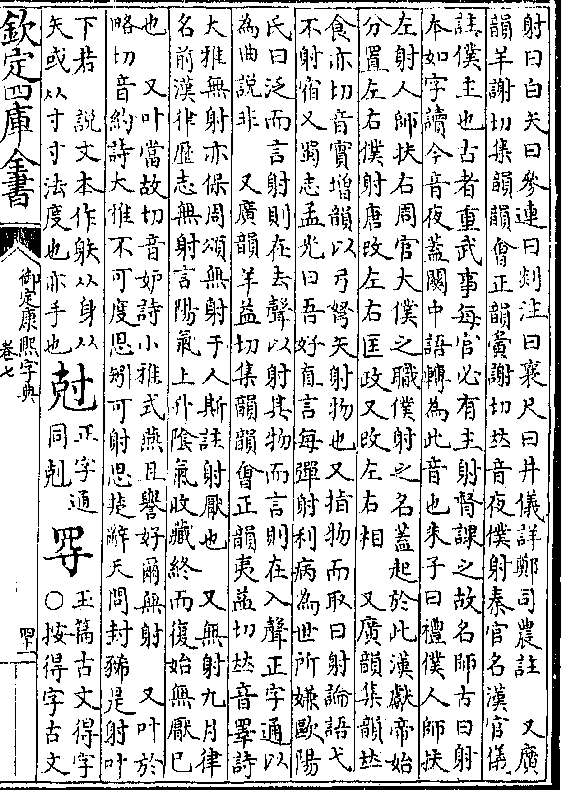 射曰白矢曰參連曰剡注曰襄尺曰井儀詳鄭司農註　又廣
韻羊謝切集韻韻會正韻夤謝切𠀤音夜僕射秦官名漢官儀
註僕主也古者重武事每官必有主射督課之故名師古曰射
本如字讀今音夜蓋關中語轉為此音也朱子曰禮僕人師扶
左射人師扶右周官大僕之職僕射之名蓋起於此漢獻帝始
分置左右僕射唐改左右匡政又改左右相　又廣韻集韻𠀤
食亦切音實增韻以弓弩矢射物也又指物而取曰射論語弋
不射宿又蜀志孟光曰吾好直言每彈射利病為世所嫌歐陽
氏曰泛而言射則在去聲以射其物而言則在入聲正字通以
為曲說非　又廣韻羊益切集韻韻會正韻夷益切𠀤音睪詩
大雅無射亦保周頌無射于人斯註射厭也　又無射九月律
名前漢律歷志無射言陽氣上升陰氣收藏終而復始無厭已
也　又叶當故切音妒詩小雅式燕且譽好爾無射　又叶於
略切音約詩大雅不可度思矧可射思楚辭天問封豨是射叶
下若　說文本作䠶从身从
矢或从寸寸法度也亦手也
尅
正字通
同剋
玉篇古文得字
○按得字古文
欽定四庫全書
御定康熙字典
卷七
四十